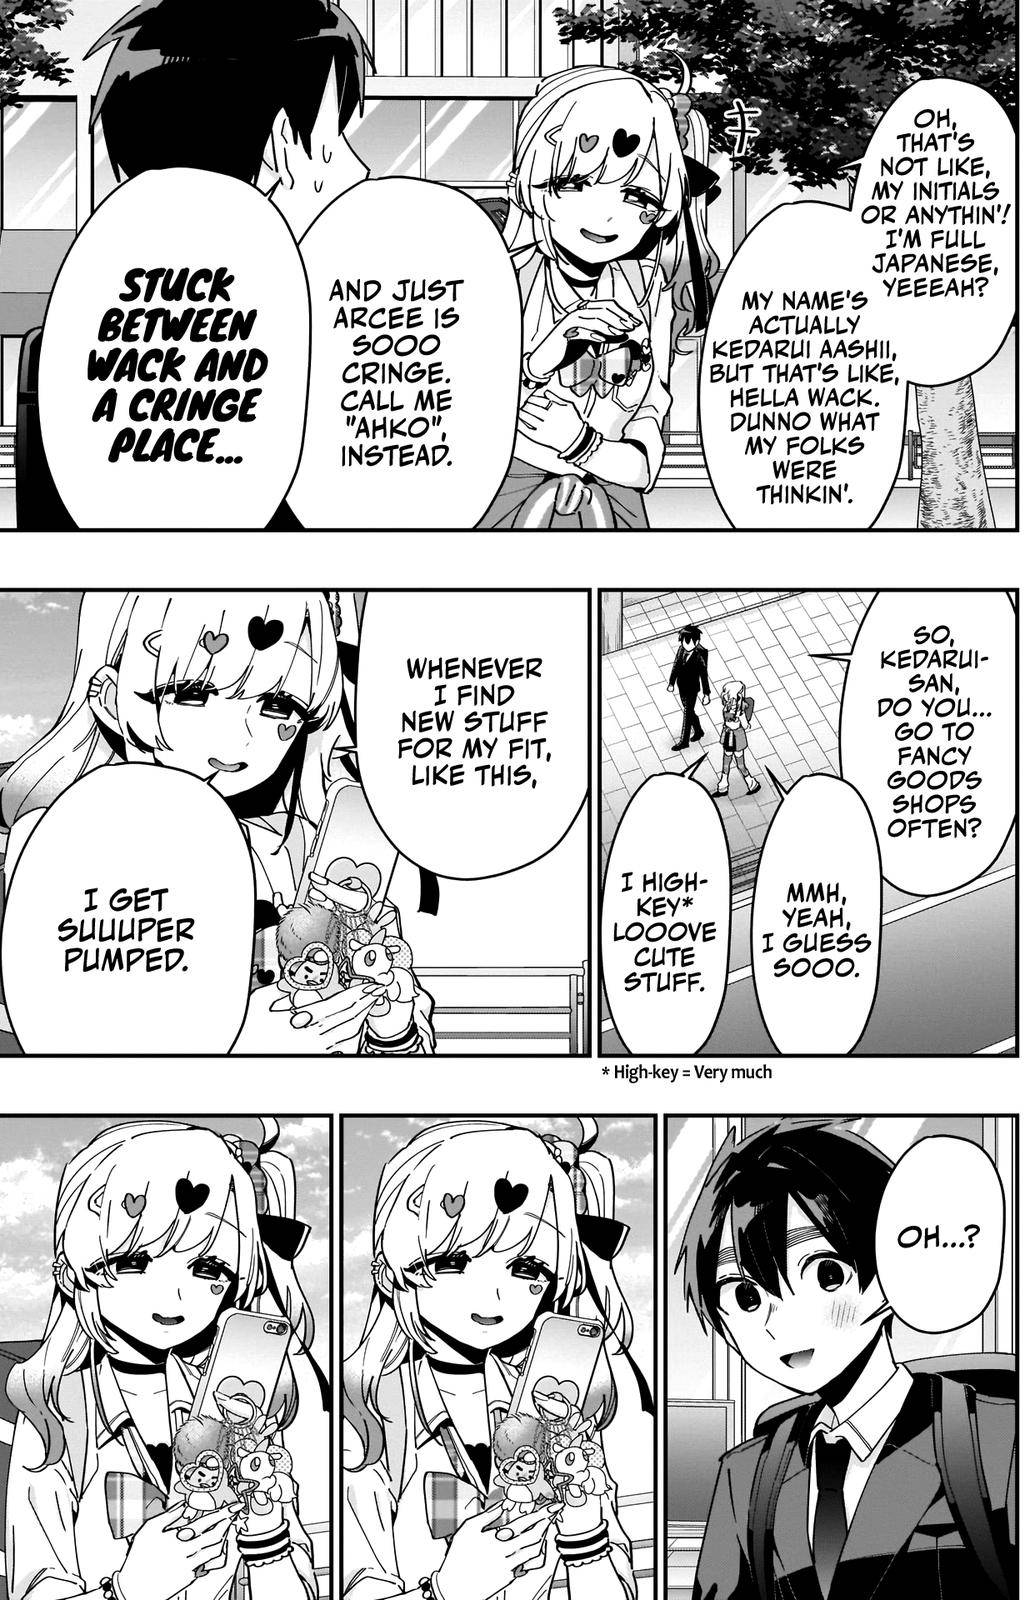 OH,
THAT'S
NOT LIKE,
MY INITIALS
OR ANYTHIN'!
I'M FULL
JAPANESE,
YEEEAH?
MY NAME'S
ACTUALLY
KEDARUI AASHII,
BUT THAT'S LIKE,
HELLA WACK.
DUNNO WHAT
MY FOLKS
WERE
THINKIN'.
AND JUST
ARCEE IS
SOOO
CRINGE.
CALL ME
"AHKO",
INSTEAD.
STUCK
BETWEEN
WACK AND
A CRINGE
PLACE...
SO,
KEDARUI-
SAN,
DO YOU...
GO TO
FANCY
GOODS
SHOPS
OFTEN?
MMH,
YEAH,
I GUESS
SOOO.
I HIGH-
KEY*
LOOOVE
CUTE
STUFF.
* High-key = Very much
WHENEVER
I FIND
NEW STUFF
FOR MY FIT,
LIKE THIS,
I GET
SUUUPER
PUMPED.
OH...?